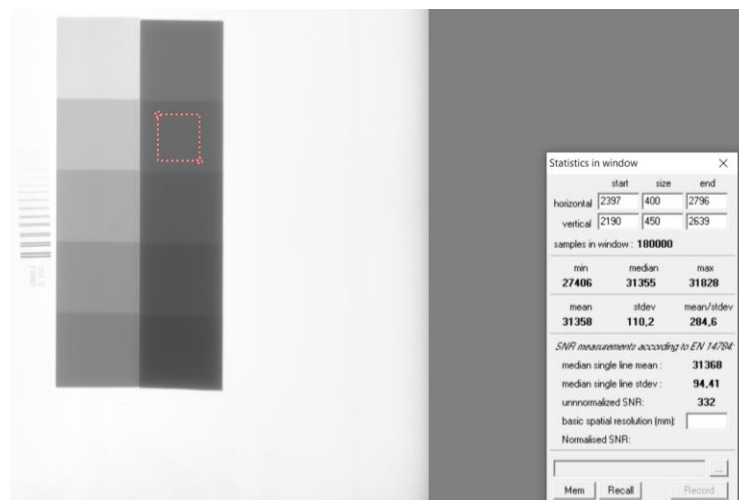 Statistics in window
start size end
horizontal 2397 400 2796
vertical 2190 450 2639
samples in window : 180000
min median max
27406 31355 31828
mean stdev mean/stdev
31358 110,2 284,6
SNR measurements according to EN 14784:
median single line mean : 31368
median single line stdev : 94,41
unnnormalized SNR: 332
basic spatial resolution (mm):
Normalised SNR:
...
Mem Recall Record